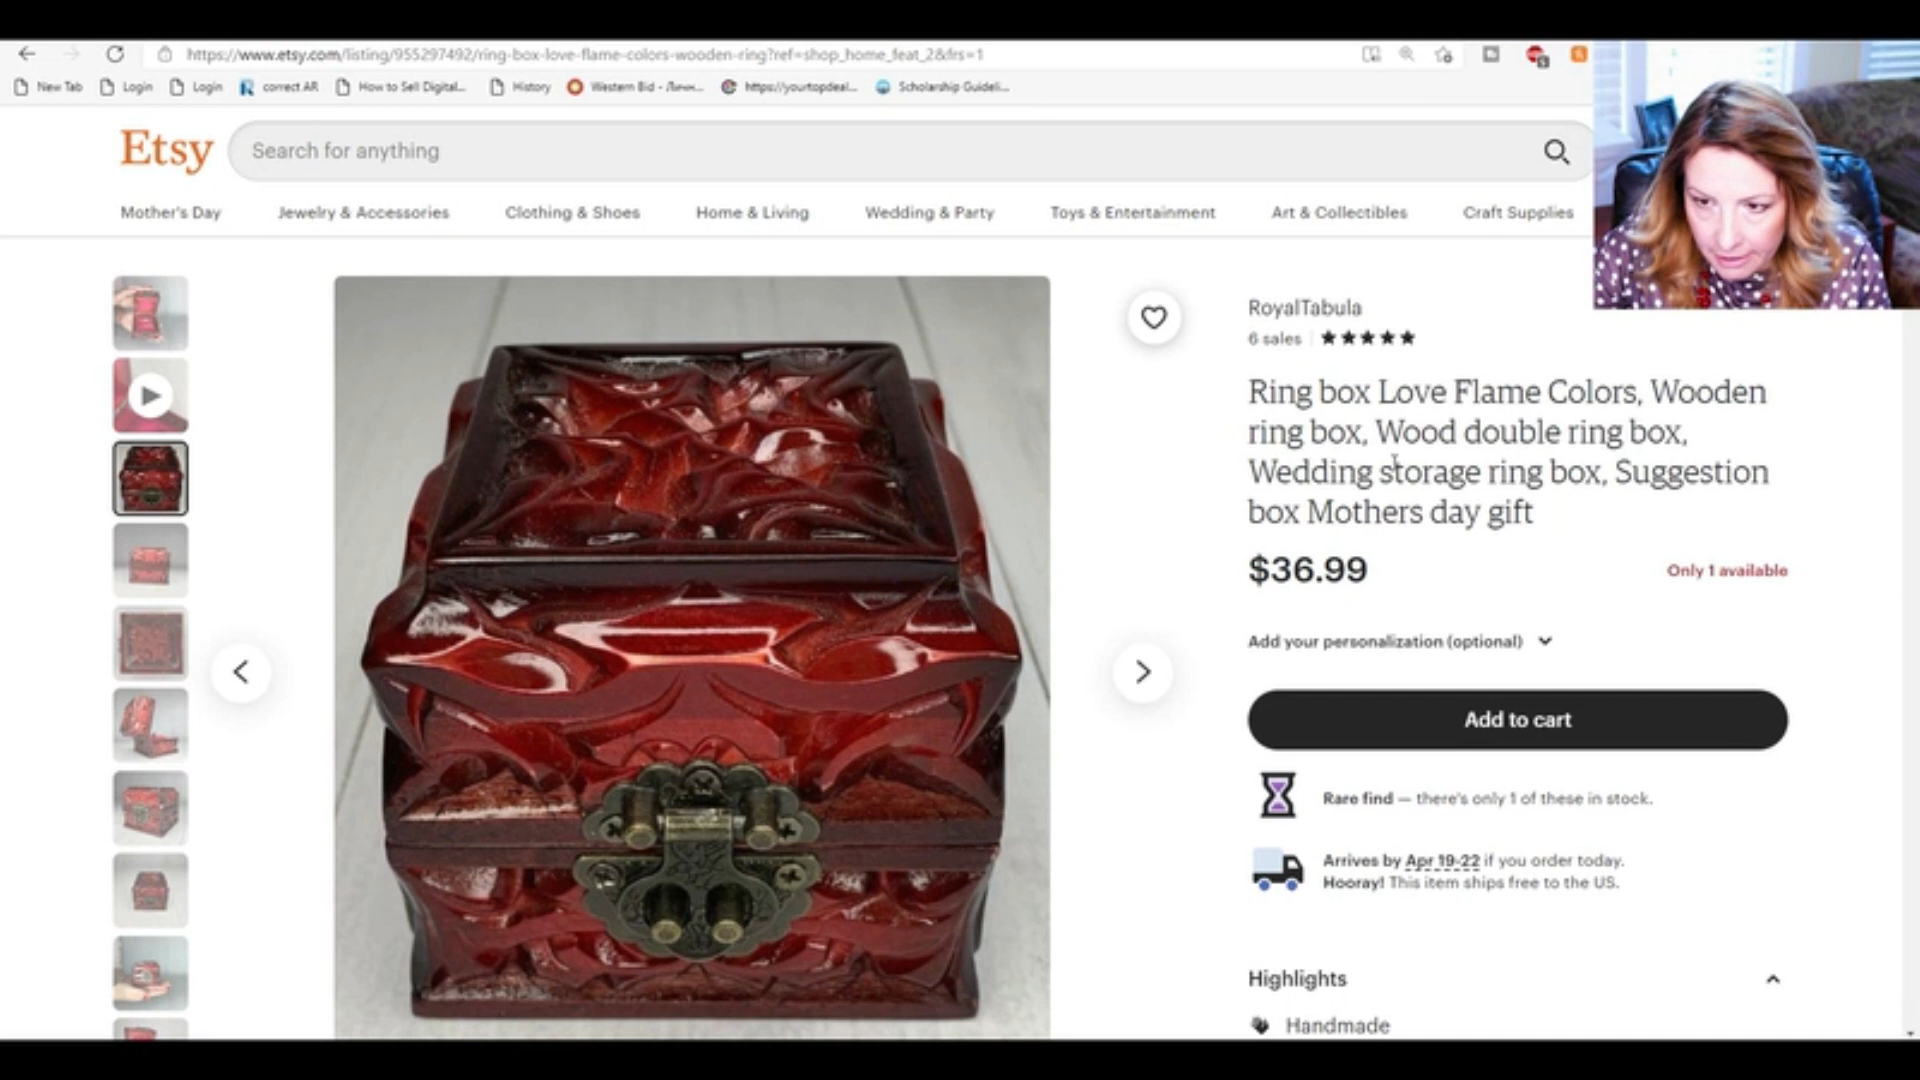 https://www.etsy.com/listing/955297492/ring-box-love-flame-colors-wooden-ring?ref=shop_home_feat_2&frs=1
New Tab Login Login correct AR How to Sell Digital... History Western Bid - Личн... https://yourtopdeal... Scholarship Guideli...
Etsy Search for anything
Mother's Day Jewelry & Accessories Clothing & Shoes Home & Living Wedding & Party Toys & Entertainment Art & Collectibles Craft Supplies
RoyalTabula
6 sales
Ring box Love Flame Colors, Wooden
ring box, Wood double ring box,
Wedding storage ring box, Suggestion
box Mothers day gift
$36.99 Only 1 available
Add your personalization (optional)
Add to cart
Rare find — there's only 1 of these in stock.
Arrives by Apr 19-22 if you order today.
Hooray! This item ships free to the US.
Highlights
Handmade